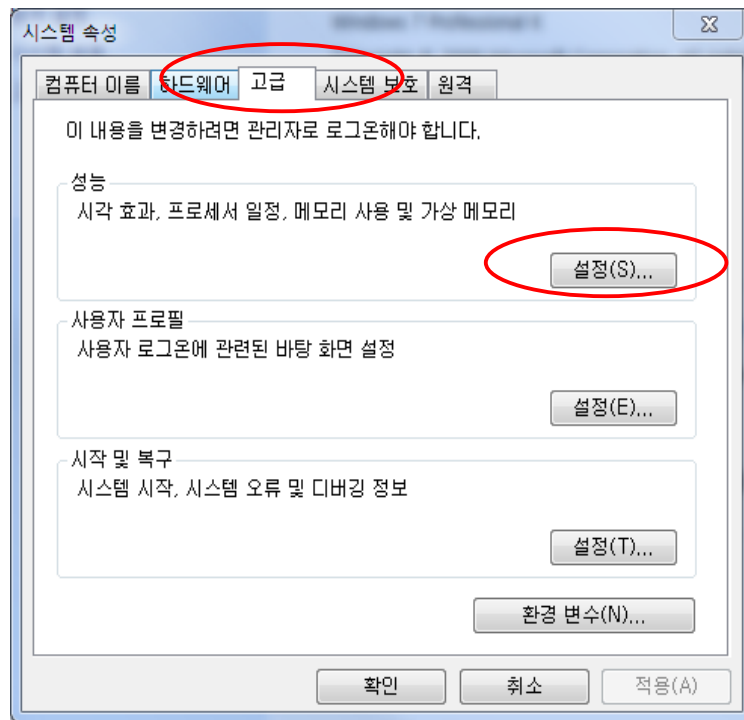 시스템 속성
컴퓨터 이름 하드웨어 고급 시스템 보호 원격
이 내용을 변경하려면 관리자로 로그온해야 합니다.
성능
시각 효과, 프로세서 일정, 메모리 사용 및 가상 메모리
설정(S)...
사용자 프로필
사용자 로그온에 관련된 바탕 화면 설정
설정(E)...
시작 및 복구
시스템 시작, 시스템 오류 및 디버깅 정보
설정(T)...
환경 변수(N)...
확인 취소 적용(A)